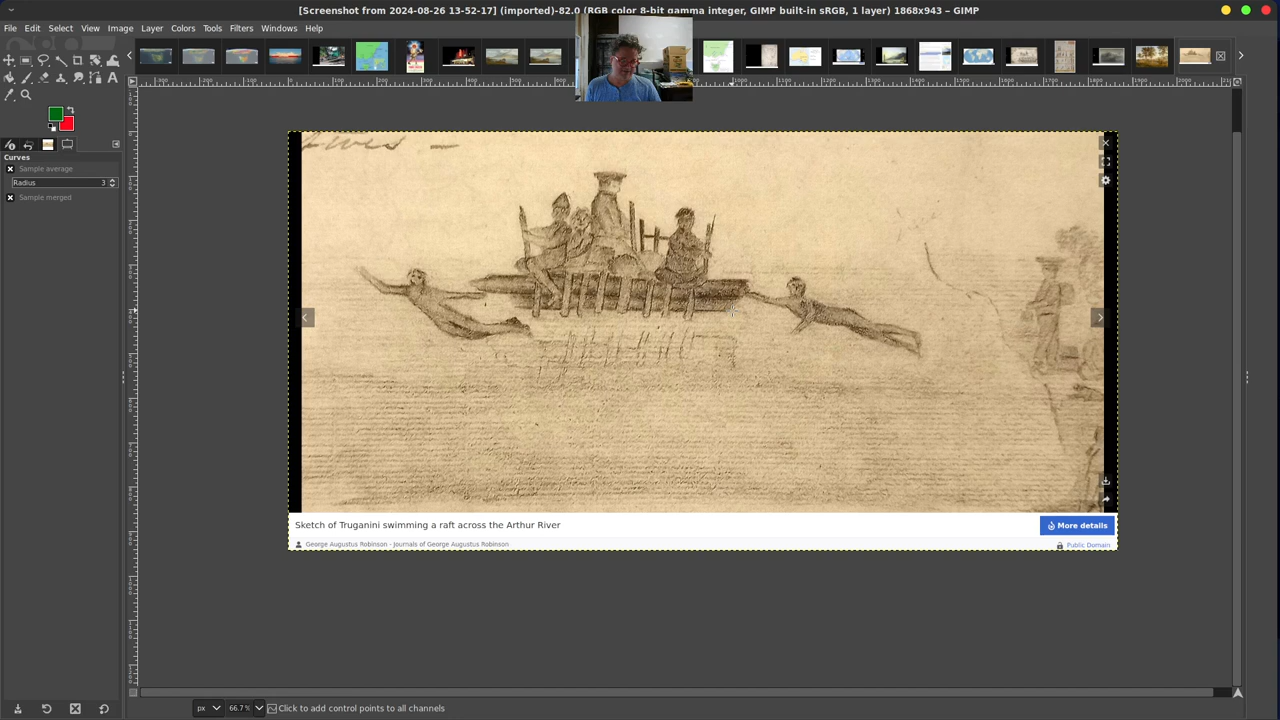 [Screenshot from 2024-08-26 13-52-17] (imported)-82.0 (RGB color 8-bit gamma integer, GIMP built-in sRGB, 1 layer) 1868x943 – GIMP
File Edit Select View Image Layer Colors Tools Filters Windows Help
Curves
Sample average
Radius 3
Sample merged
Sketch of Truganini swimming a raft across the Arthur River
More details
George Augustus Robinson - Journals of George Augustus Robinson
Public Domain
px 66.7% Click to add control points to all channels